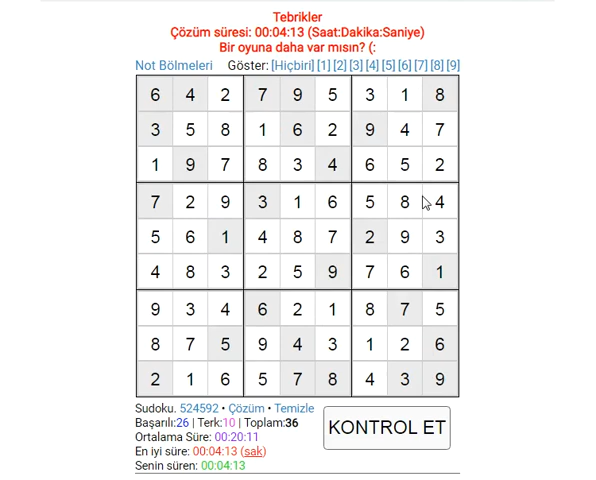 Tebrikler
Çözüm süresi: 00:04:13 (Saat:Dakika:Saniye)
Bir oyuna daha var mısın? (:
Not Bölmeleri Göster: [Hiçbiri] [1] [2] [3] [4] [5] [6] [7] [8] [9]
6 4 2 7 9 5 3 1 8
3 5 8 1 6 2 9 4 7
1 9 7 8 3 4 6 5 2
7 2 9 3 1 6 5 8 4
5 6 1 4 8 7 2 9 3
4 8 3 2 5 9 7 6 1
9 3 4 6 2 1 8 7 5
8 7 5 9 4 3 1 2 6
2 1 6 5 7 8 4 3 9
Sudoku. 524592 • Çözüm • Temizle
Başarılı:26 | Terk:10 | Toplam:36
Ortalama Süre: 00:20:11
En iyi süre: 00:04:13 (sak)
Senin süren: 00:04:13
KONTROL ET